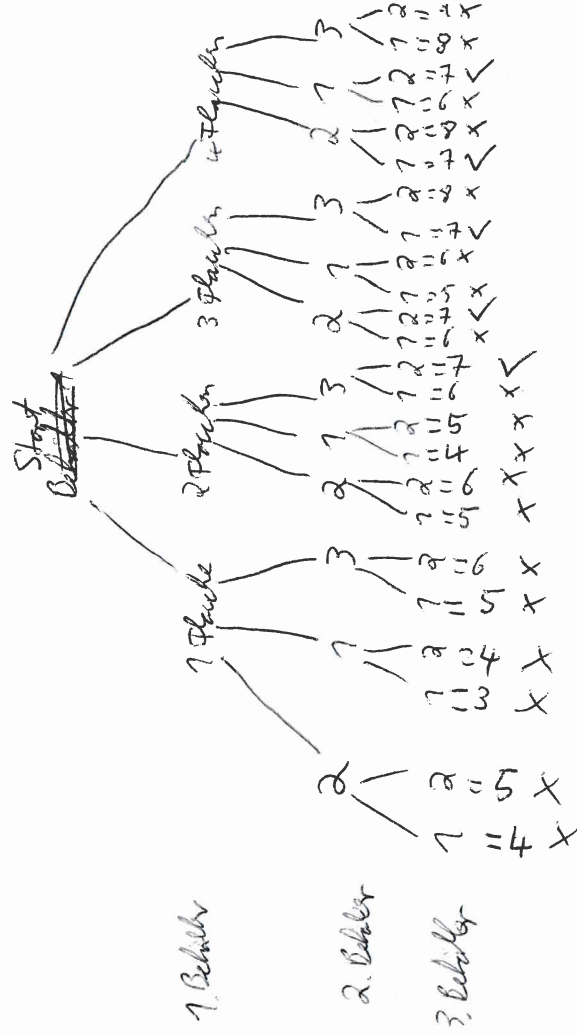 Start
Behälter 1
1. Behälter 1 Flasche 2 Flaschen 3 Flaschen 4 Flaschen
2. Behälter 2 1 3 2 1 3 2 1 3 2 1 3
3. Behälter
1 =4 x
2 = 5 x
1 =3 x
2 =4 x
1 = 5 x
2 =6 x
1 =5 x
2 =6 x
1 =4 x
2 =5 x
1 =6 x
2 =7 ✓
1=6 x
2=7 ✓
1=5 x
2=6 x
1=7 ✓
2=8 x
1=7 ✓
2=8 x
1=6 x
2=7 ✓
1=8 x
2= x